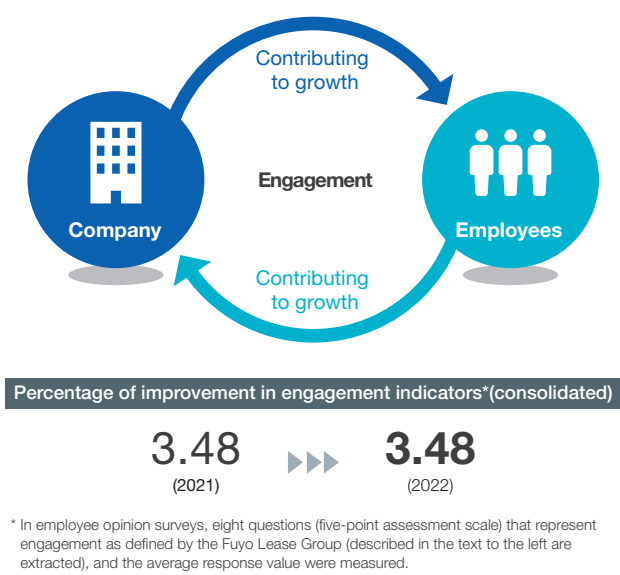 Contributing
to growth
Engagement
Company
Employees
Contributing
to growth
Percentage of improvement in engagement indicators*(consolidated)
3.48
3.48
(2021)
(2022)
* In employee opinion surveys, eight questions (five-point assessment scale) that represent
engagement as defined by the Fuyo Lease Group (described in the text to the left are
extracted), and the average response value were measured.